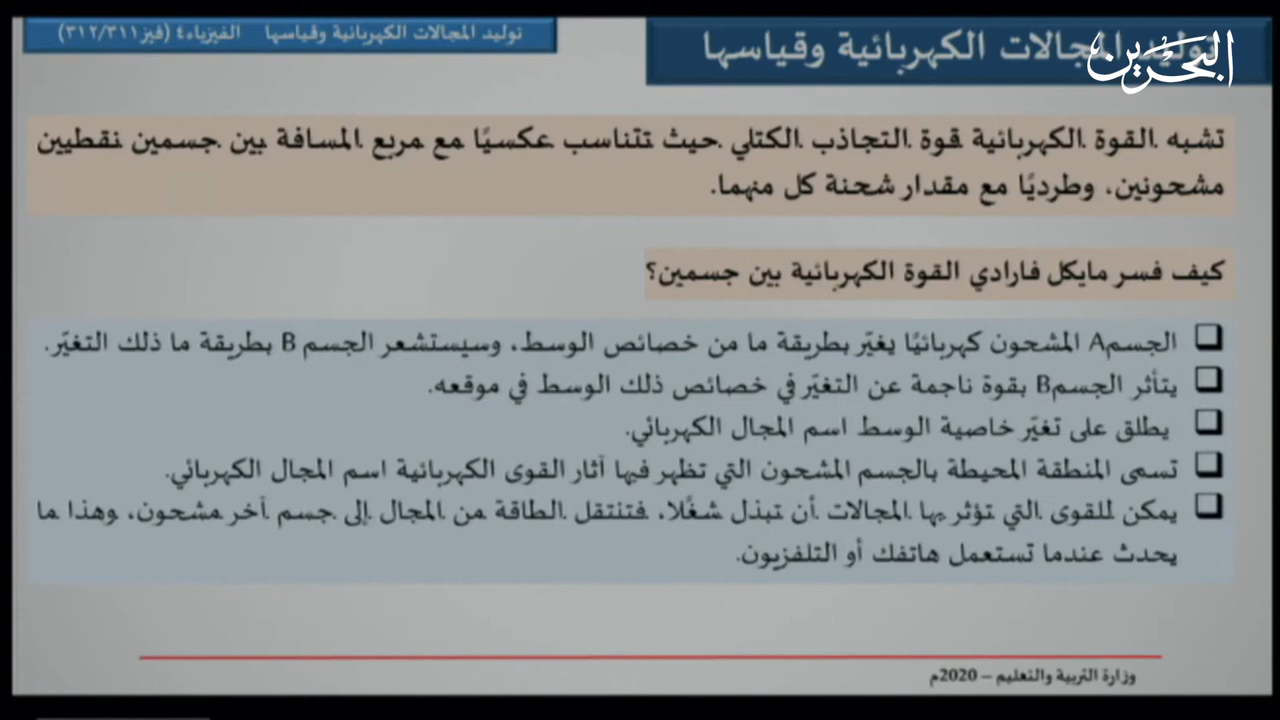 توليد المجالات الكهربائية وقياسها
البحرين
توليد المجالات الكهربائية وقياسها الفيزياء٤ (فيز٣١١/٣١٢)
تشبه القوة الكهربائية قوة التجاذب الكتلي حيث تتناسب عكسيًا مع مربع المسافة بين جسمين نقطيين
مشحونين، وطرديًا مع مقدار شحنة كل منهما.
كيف فسر مايكل فارادي القوة الكهربائية بين جسمين؟
الجسمA المشحون كهربائيًا يغيّر بطريقة ما من خصائص الوسط، وسيستشعر الجسم B بطريقة ما ذلك التغيّر.
يتأثر الجسمB بقوة ناجمة عن التغيّر في خصائص ذلك الوسط في موقعه.
يطلق على تغيّر خاصية الوسط اسم المجال الكهربائي.
تسمى المنطقة المحيطة بالجسم المشحون التي تظهر فيها آثار القوى الكهربائية اسم المجال الكهربائي.
يمكن للقوى التي تؤثر بها المجالات أن تبذل شغلًا، فتنتقل الطاقة من المجال إلى جسم آخر مشحون، وهذا ما
يحدث عندما تستعمل هاتفك أو التلفزيون.
وزارة التربية والتعليم – 2020م